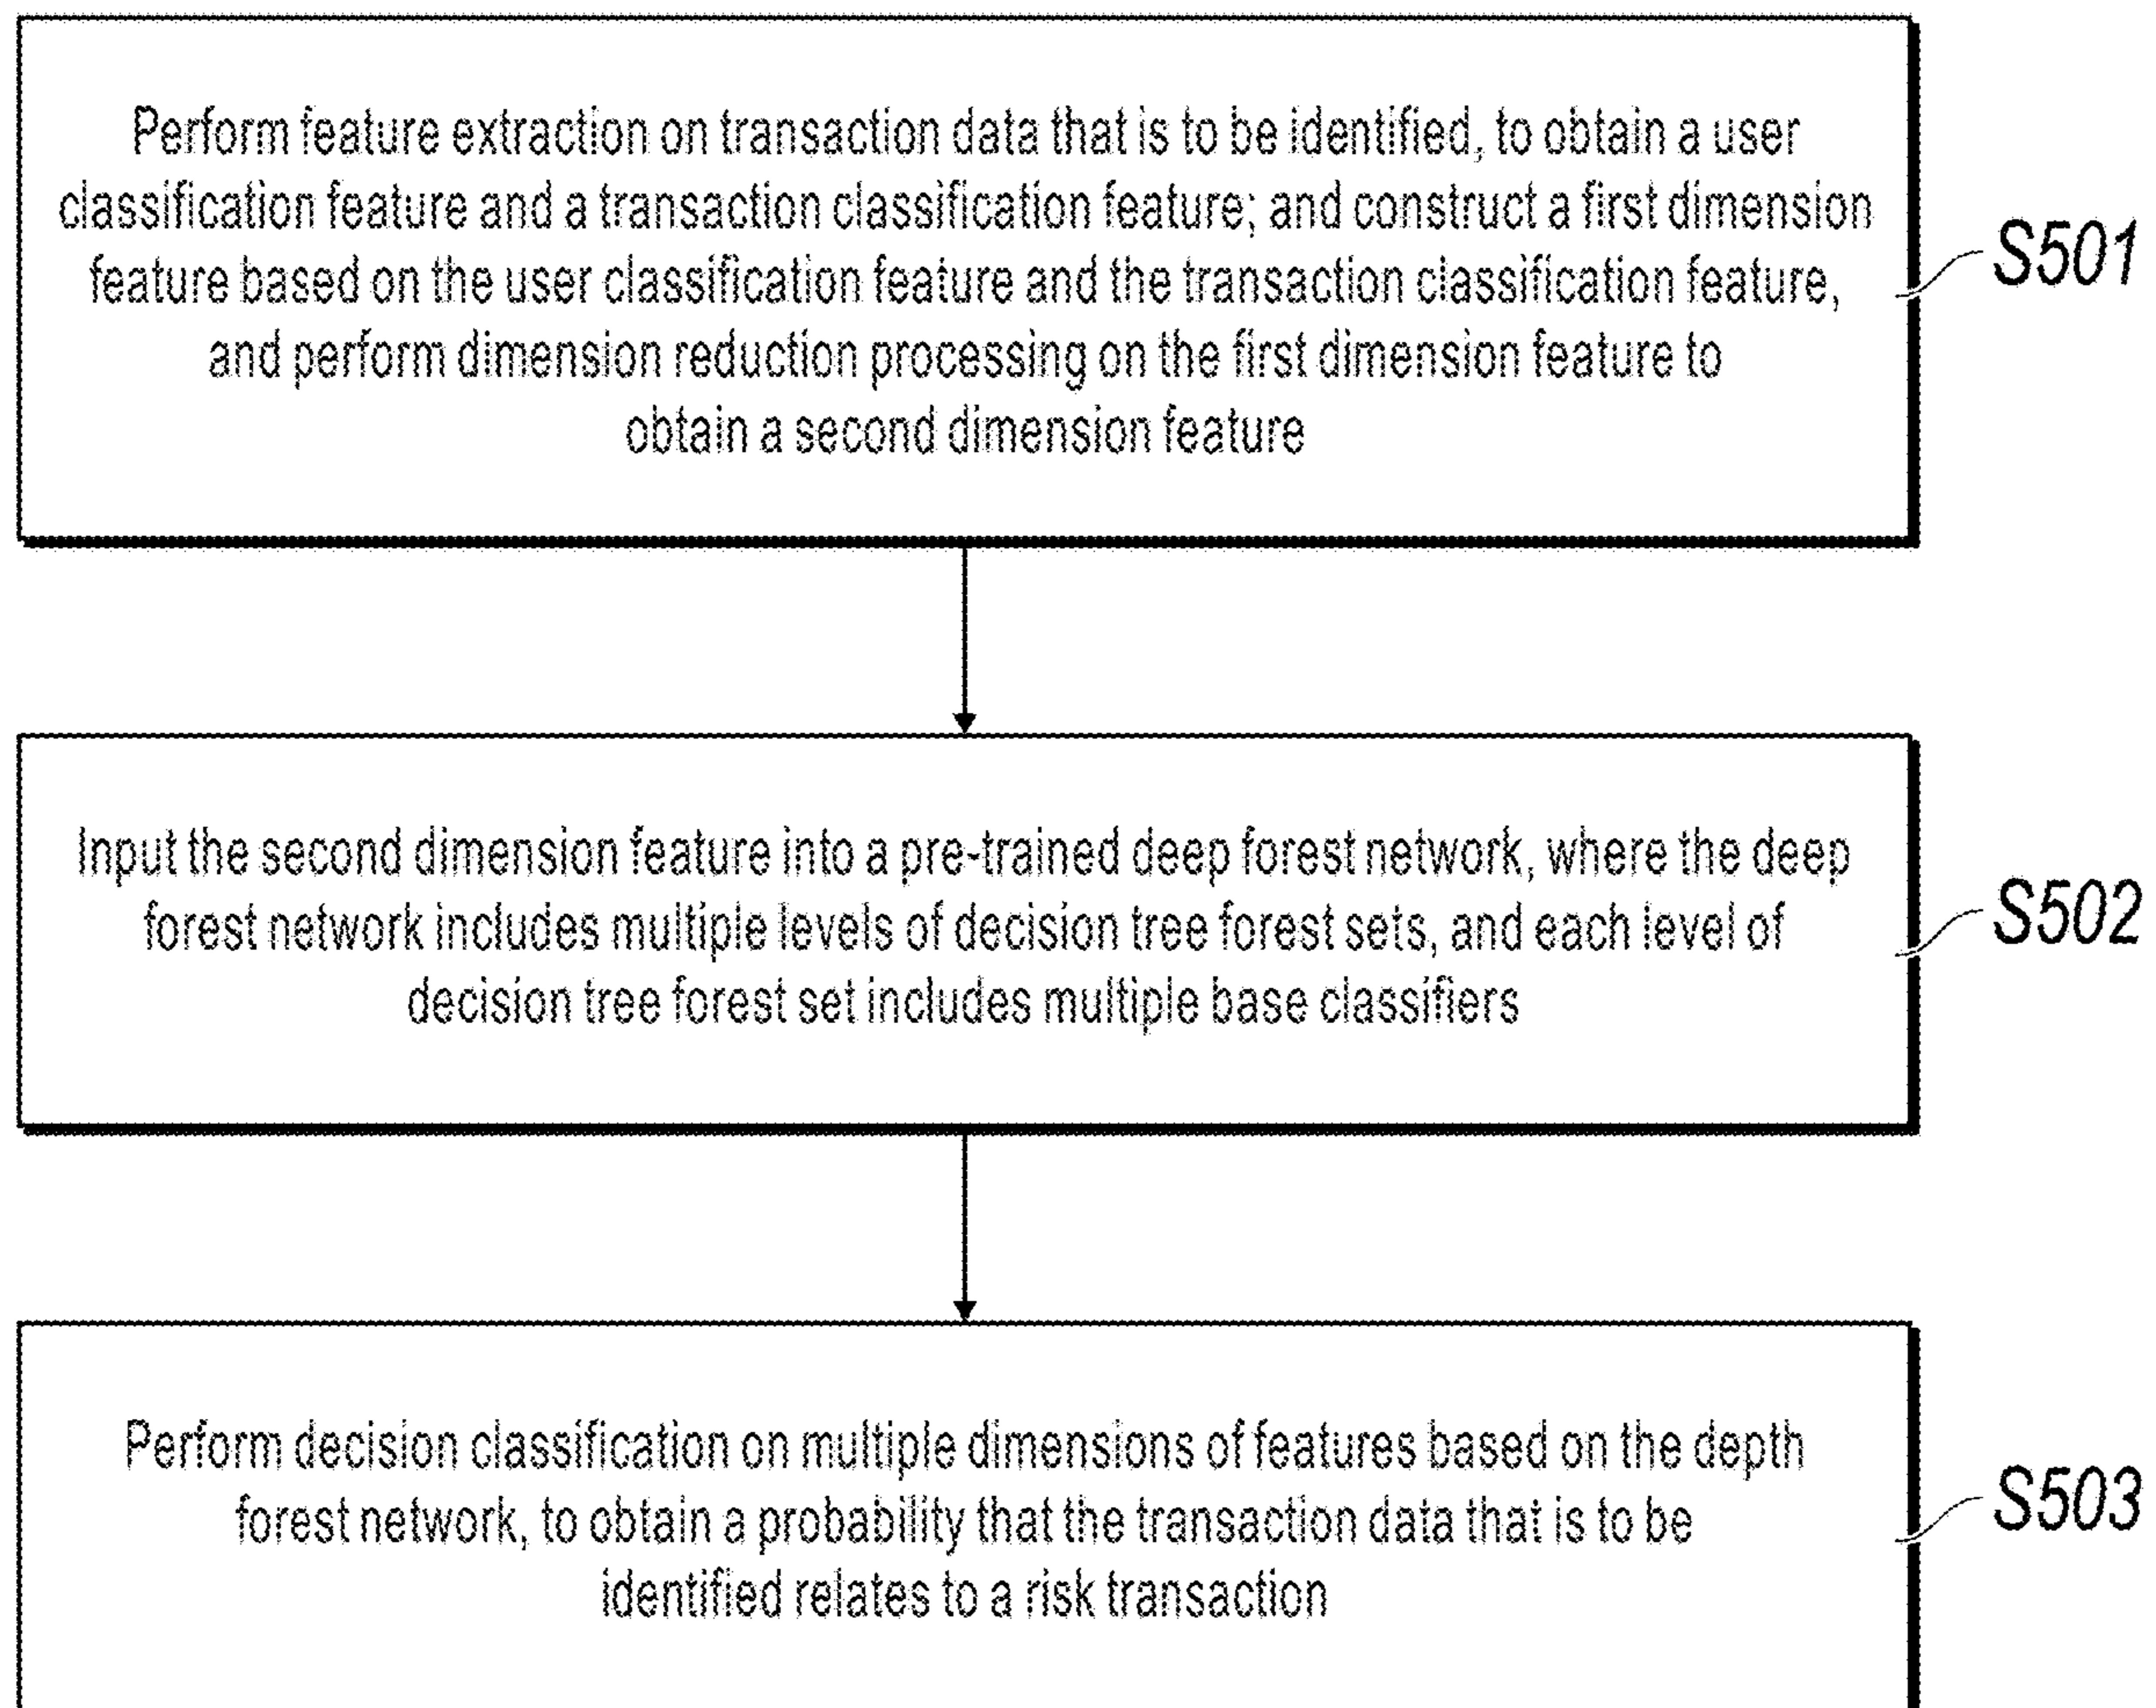 Perform feature extraction on transaction data that is to be identified, to obtain a user
classification feature and a transaction classification feature; and construct a first dimension
feature based on the user classification feature and the transaction classification feature,
and perform dimension reduction processing on the first dimension feature to
obtain a second dimension feature
S501
Input the second dimension feature into a pre-trained deep forest network, where the deep
forest network includes multiple levels of decision tree forest sets, and each level of
decision tree forest set includes multiple base classifiers
S502
Perform decision classification on multiple dimensions of features based on the depth
forest network, to obtain a probability that the transaction data that is to be
identified relates to a risk transaction
S503